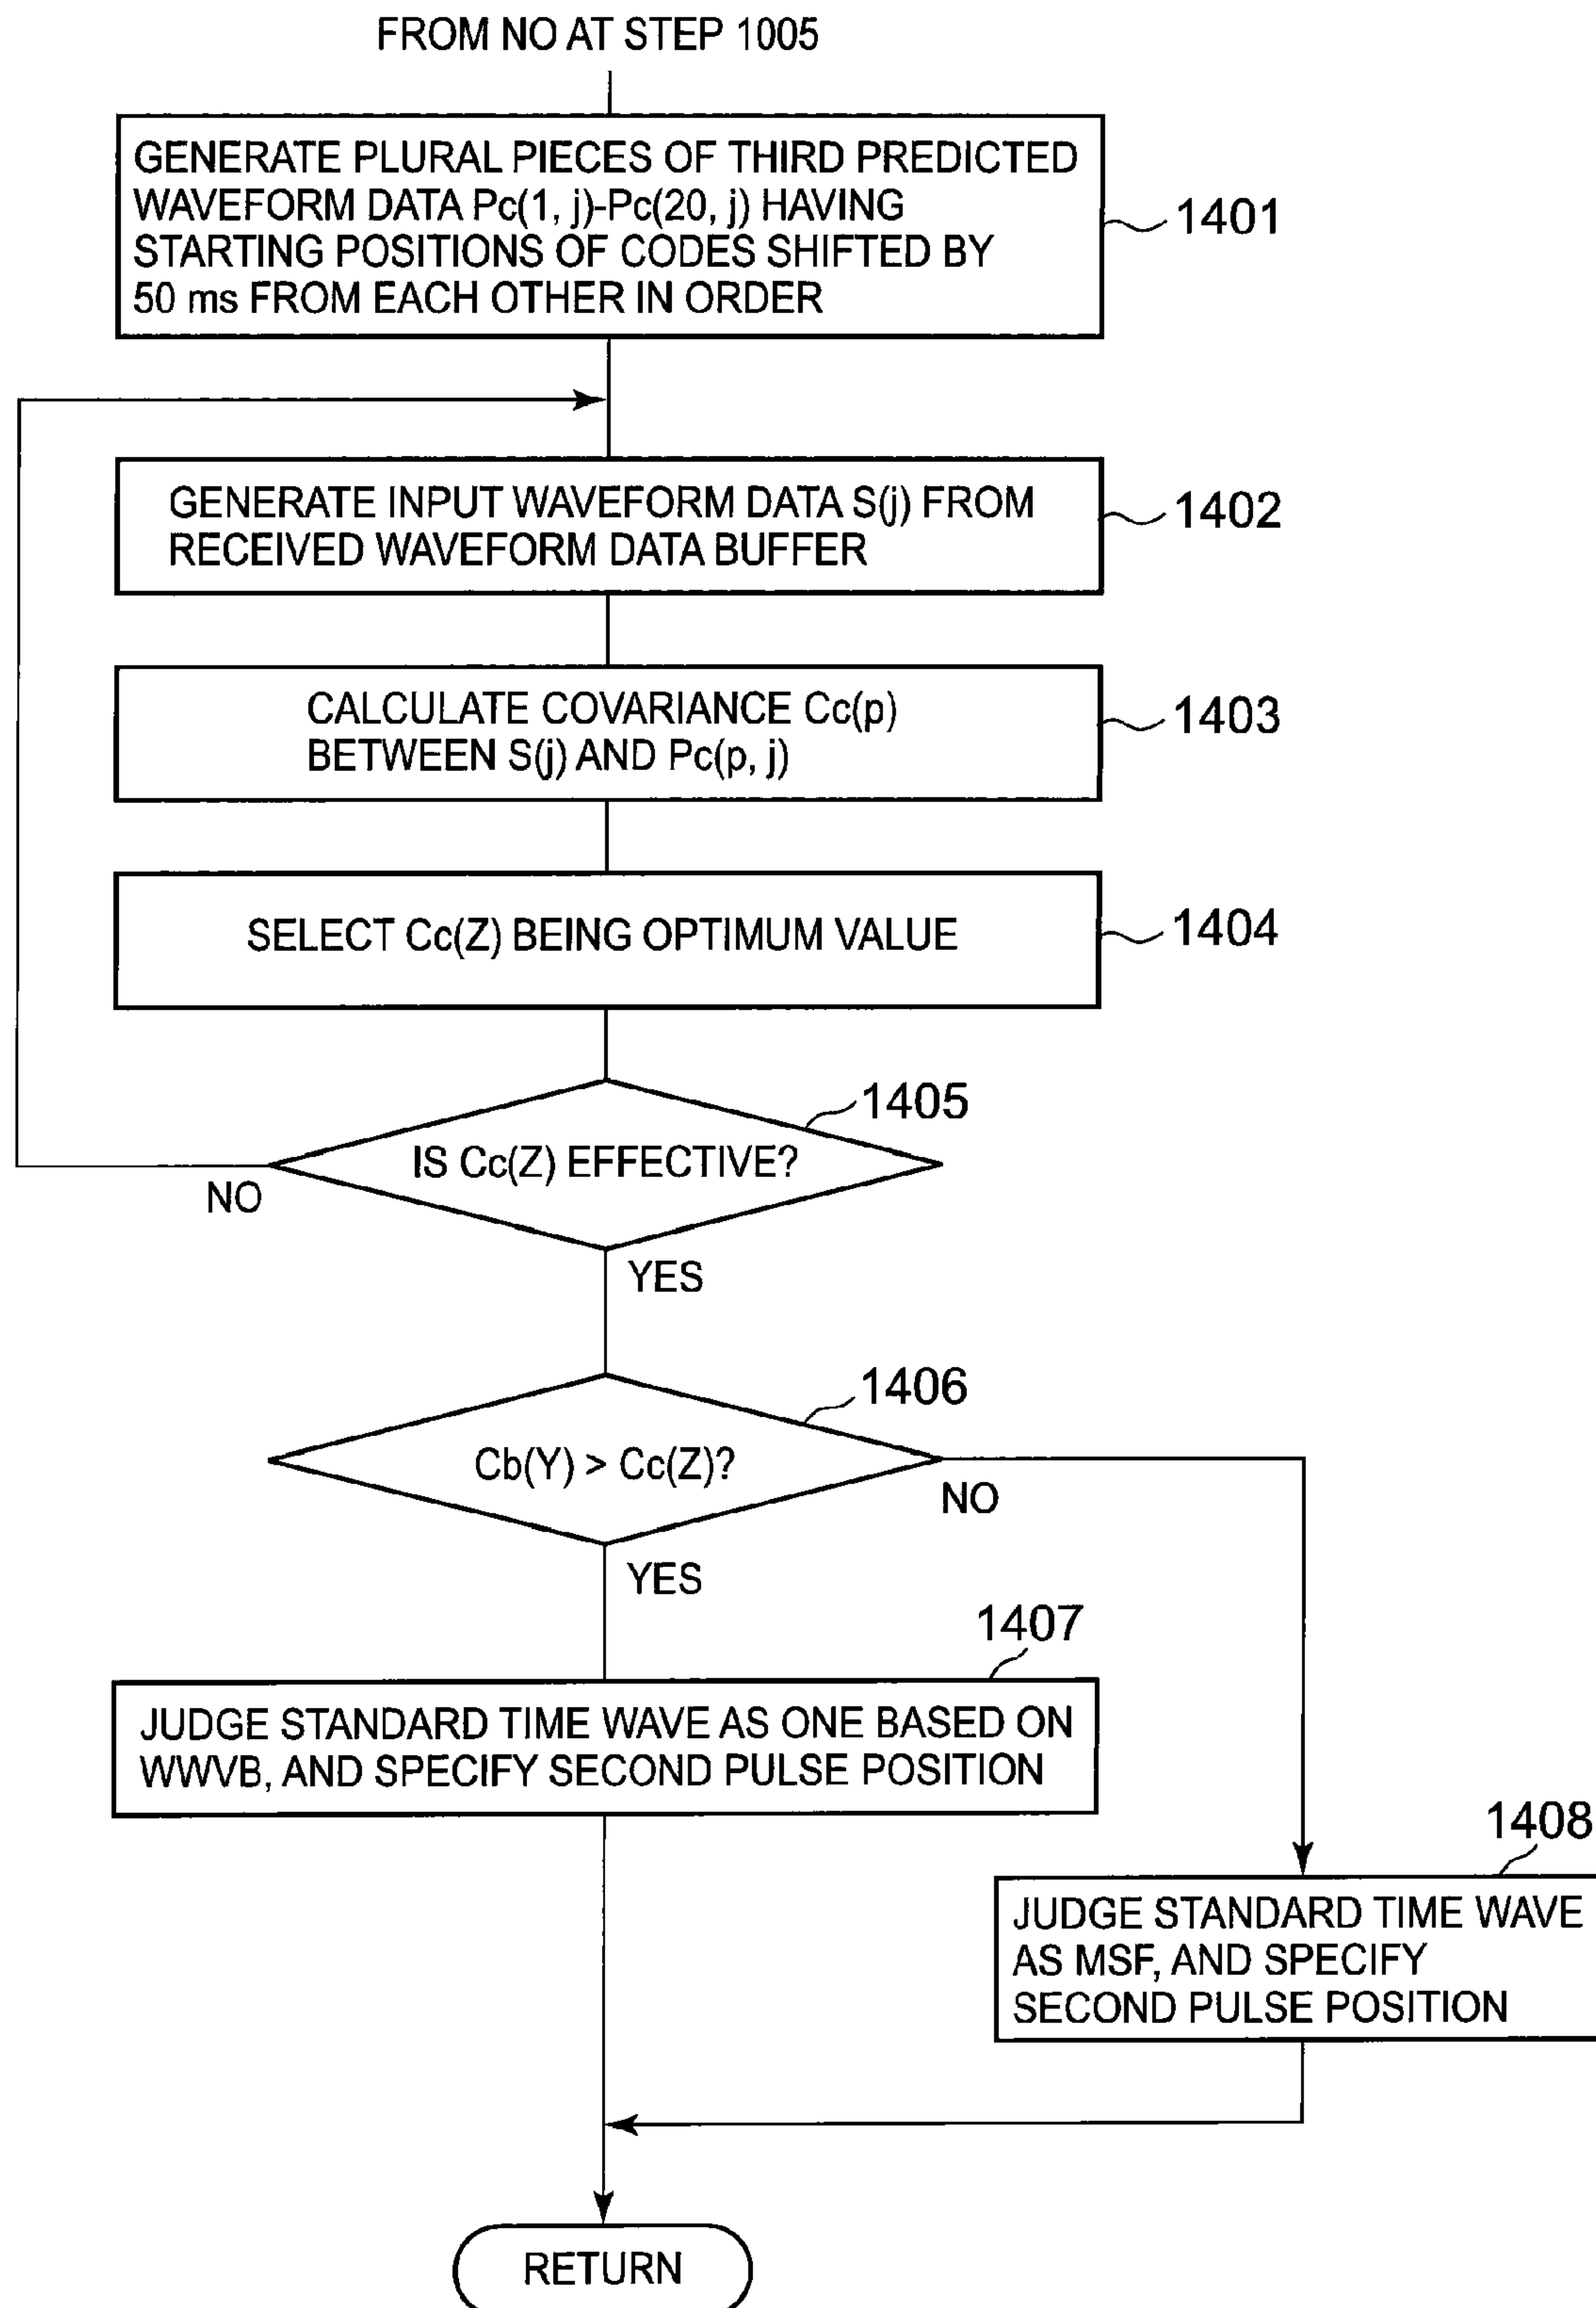 FROM NO AT STEP 1005
GENERATE PLURAL PIECES OF THIRD PREDICTED
WAVEFORM DATA Pc(1, j)-Pc(20, j) HAVING
STARTING POSITIONS OF CODES SHIFTED BY
50 ms FROM EACH OTHER IN ORDER
1401
GENERATE INPUT WAVEFORM DATA S(j) FROM
RECEIVED WAVEFORM DATA BUFFER
1402
CALCULATE COVARIANCE Cc(p)
BETWEEN S(j) AND Pc(p, j)
1403
SELECT Cc(Z) BEING OPTIMUM VALUE
1404
1405
IS Cc(Z) EFFECTIVE?
NO
YES
1406
Cb(Y) > Cc(Z)?
NO
YES
1407
JUDGE STANDARD TIME WAVE AS ONE BASED ON
WWVB, AND SPECIFY SECOND PULSE POSITION
1408
JUDGE STANDARD TIME WAVE
AS MSF, AND SPECIFY
SECOND PULSE POSITION
RETURN